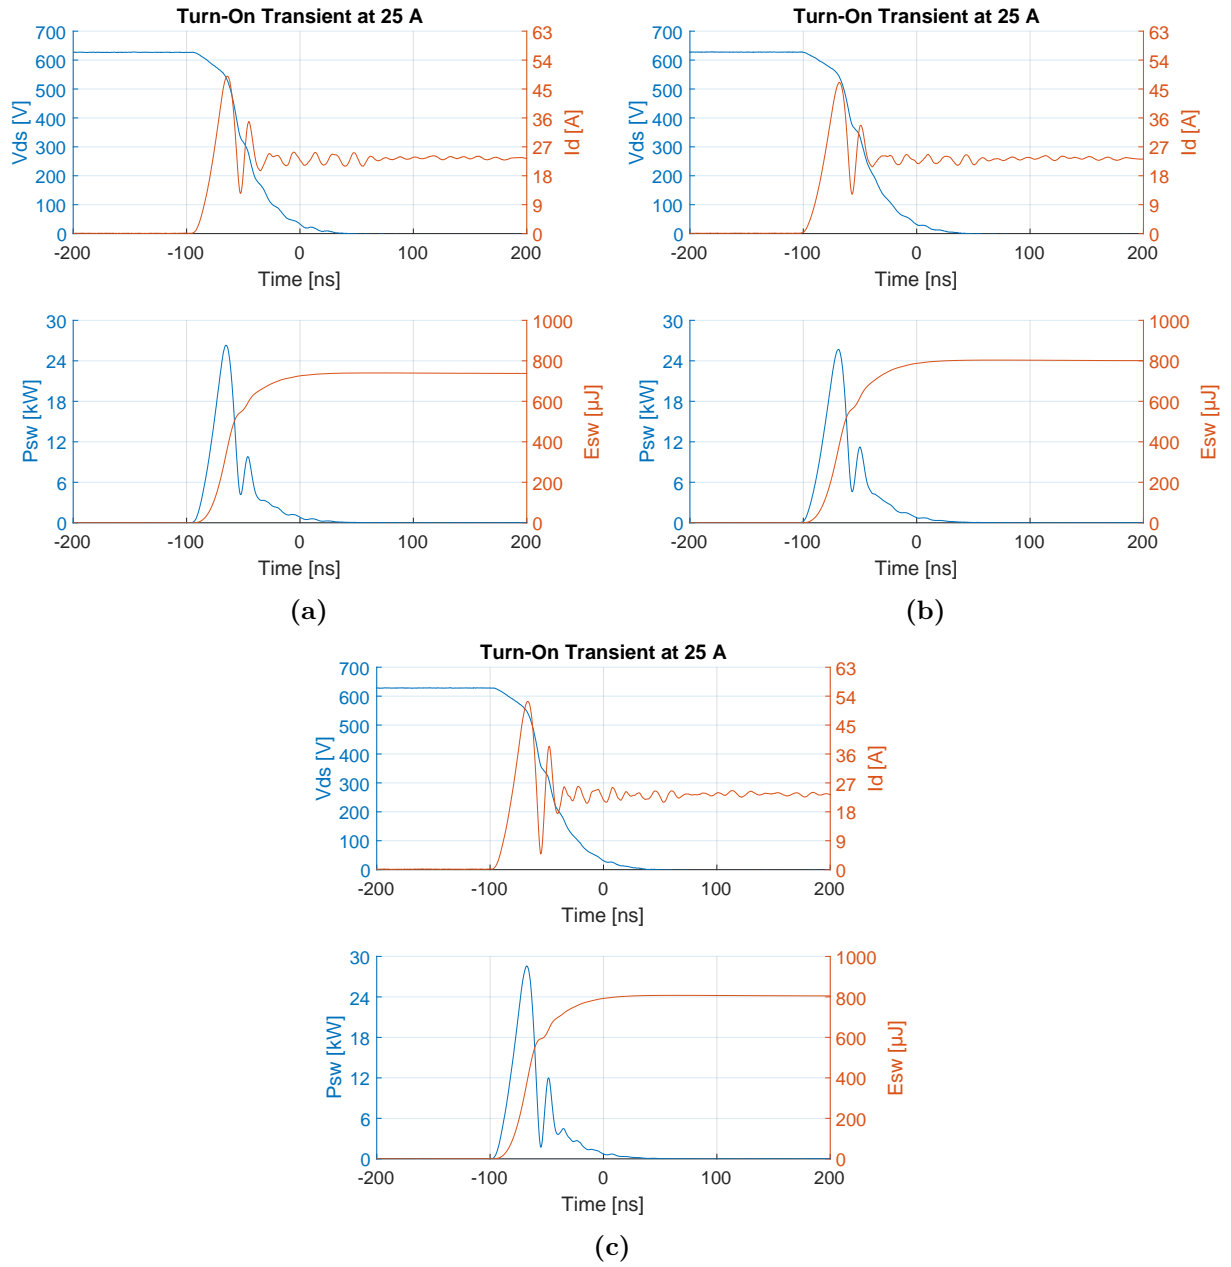 Turn-On Transient at 25 A
700 600 500 400 300 200 100 0
Vds [V]
63 54 45 36 27 18 9 0
Id [A]
-200 -100 0 100 200
Time [ns]
30 24 18 12 6 0
Psw [kW]
1000 800 600 400 200 0
Esw [µJ]
-200 -100 0 100 200
Time [ns]
(a)
Turn-On Transient at 25 A
700 600 500 400 300 200 100 0
Vds [V]
63 54 45 36 27 18 9 0
Id [A]
-200 -100 0 100 200
Time [ns]
30 24 18 12 6 0
Psw [kW]
1000 800 600 400 200 0
Esw [µJ]
-200 -100 0 100 200
Time [ns]
(b)
Turn-On Transient at 25 A
700 600 500 400 300 200 100 0
Vds [V]
63 54 45 36 27 18 9 0
Id [A]
-200 -100 0 100 200
Time [ns]
30 24 18 12 6 0
Psw [kW]
1000 800 600 400 200 0
Esw [µJ]
-200 -100 0 100 200
Time [ns]
(c)